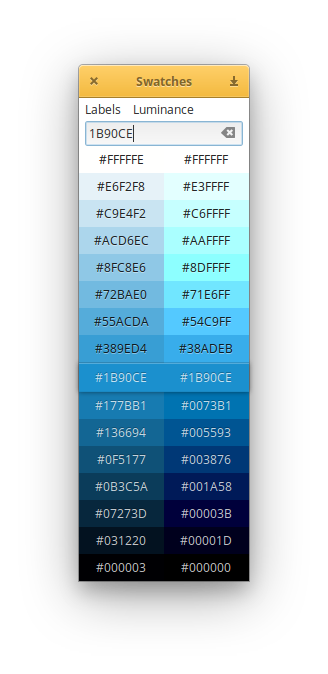 Swatches
Labels Luminance
1B90CE
#FFFFFE #FFFFFF
#E6F2F8 #E3FFFF
#C9E4F2 #C6FFFF
#ACD6EC #AAFFFF
#8FC8E6 #8DFFFF
#72BAE0 #71E6FF
#55ACDA #54C9FF
#389ED4 #38ADEB
#1B90CE #1B90CE
#177BB1 #0073B1
#136694 #005593
#0F5177 #003876
#0B3C5A #001A58
#07273D #00003B
#031220 #00001D
#000003 #000000